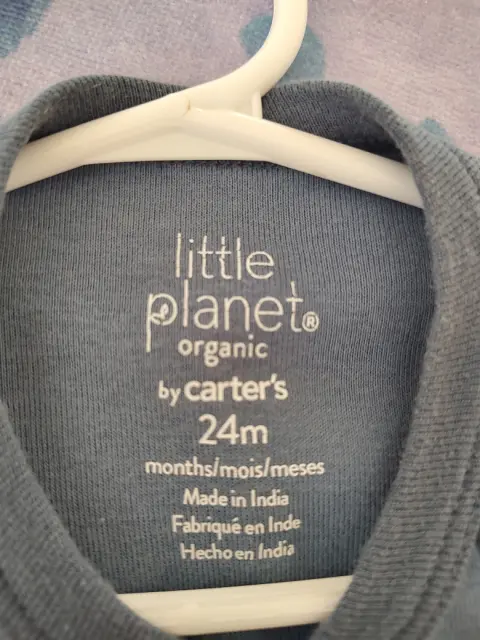 little
planet®
organic
by carter's
24m
months/mois/meses
Made in India
Fabriqué en Inde
Hecho en India